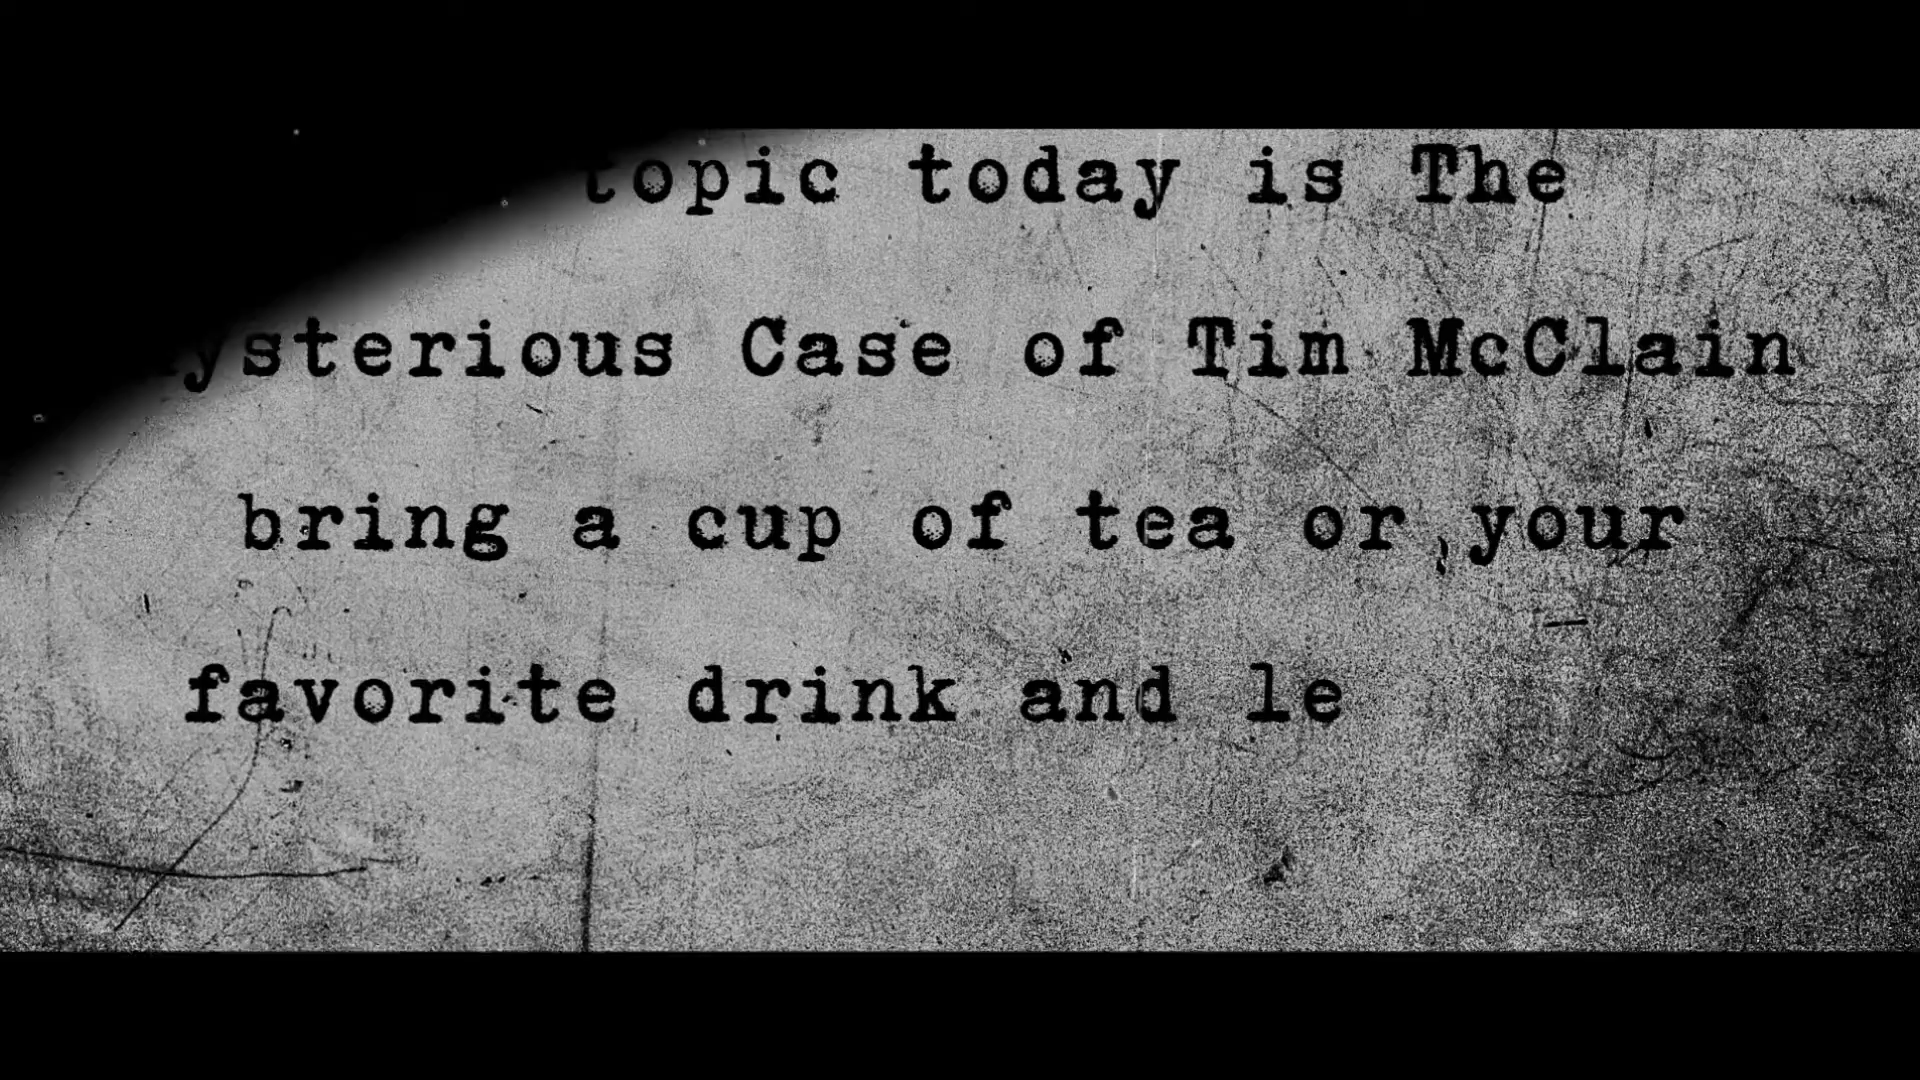 topic today is The
ysterious Case of Tim McClain
bring a cup of tea or your
favorite drink and le